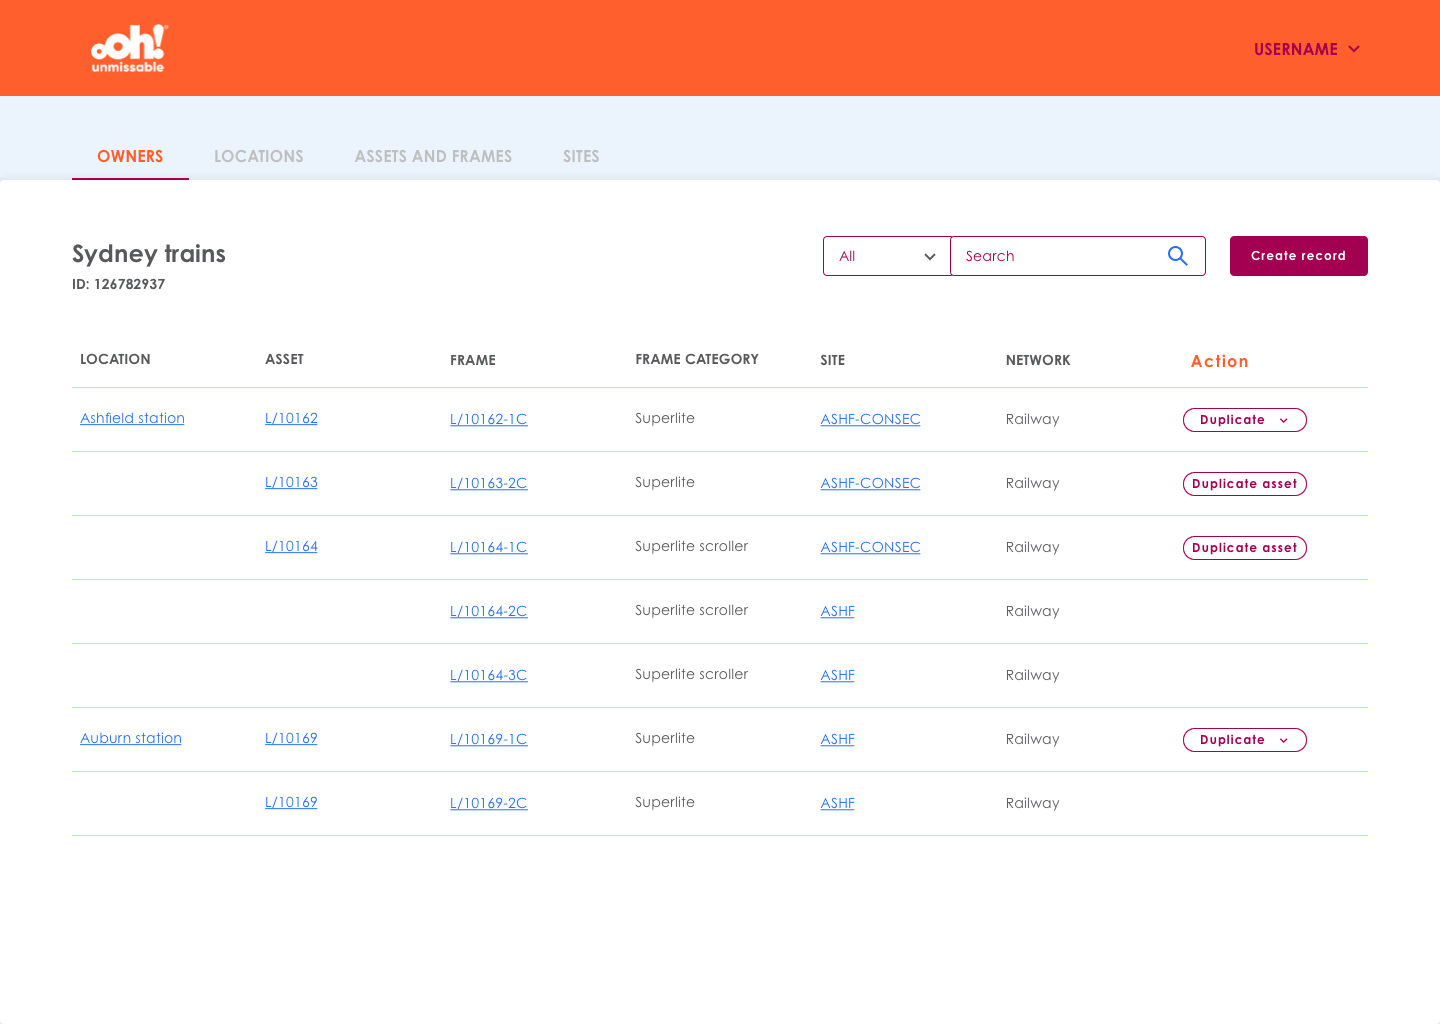 ooh!
unmissable
USERNAME
OWNERS LOCATIONS ASSETS AND FRAMES SITES
Sydney trains
ID: 126782937
All Search Create record
LOCATION ASSET FRAME FRAME CATEGORY SITE NETWORK Action
Ashfield station L/10162 L/10162-1C Superlite ASHF-CONSEC Railway Duplicate
L/10163 L/10163-2C Superlite ASHF-CONSEC Railway Duplicate asset
L/10164 L/10164-1C Superlite scroller ASHF-CONSEC Railway Duplicate asset
L/10164-2C Superlite scroller ASHF Railway
L/10164-3C Superlite scroller ASHF Railway
Auburn station L/10169 L/10169-1C Superlite ASHF Railway Duplicate
L/10169 L/10169-2C Superlite ASHF Railway